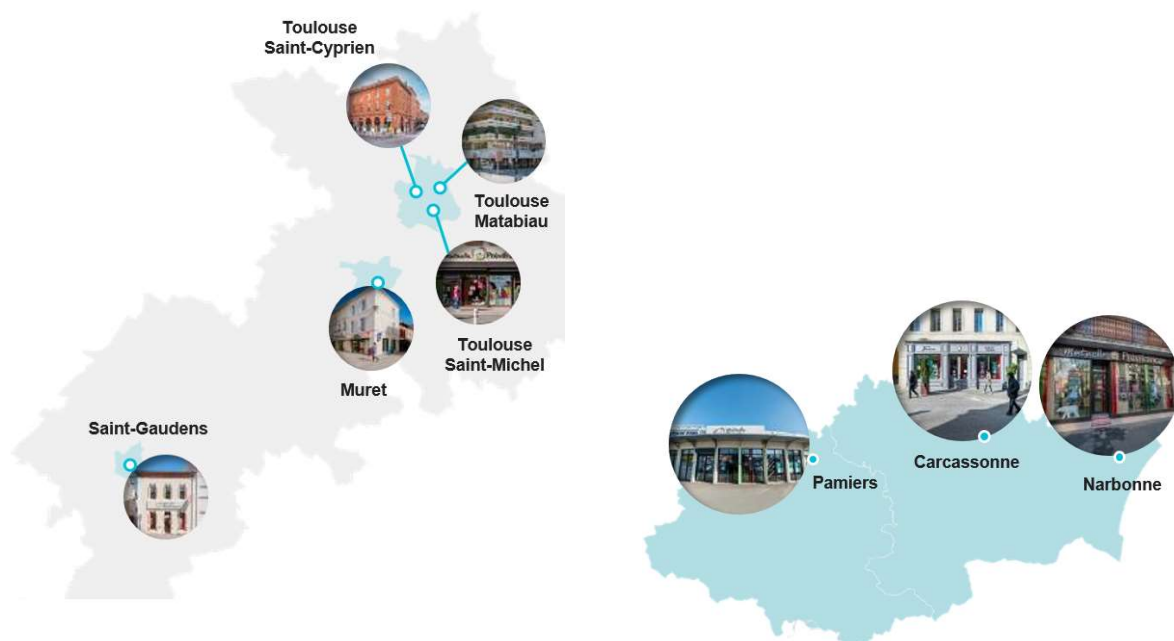 Toulouse
Saint-Cyprien
Toulouse
Matabiau
Toulouse
Saint-Michel
Muret
Saint-Gaudens
Pamiers
Carcassonne
Narbonne